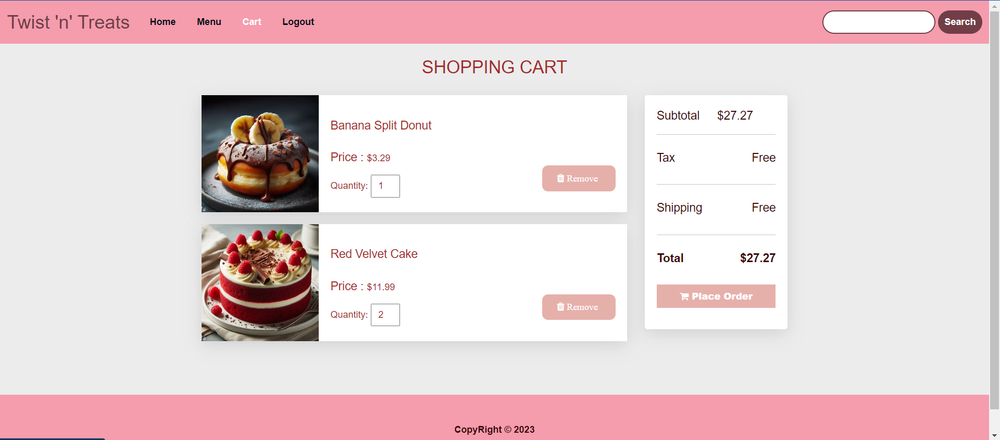 Twist 'n' Treats Home Menu Cart Logout Search
SHOPPING CART
Banana Split Donut
Price : $3.29
Quantity: 1
Remove
Red Velvet Cake
Price : $11.99
Quantity: 2
Remove
Subtotal $27.27
Tax Free
Shipping Free
Total $27.27
Place Order
CopyRight © 2023